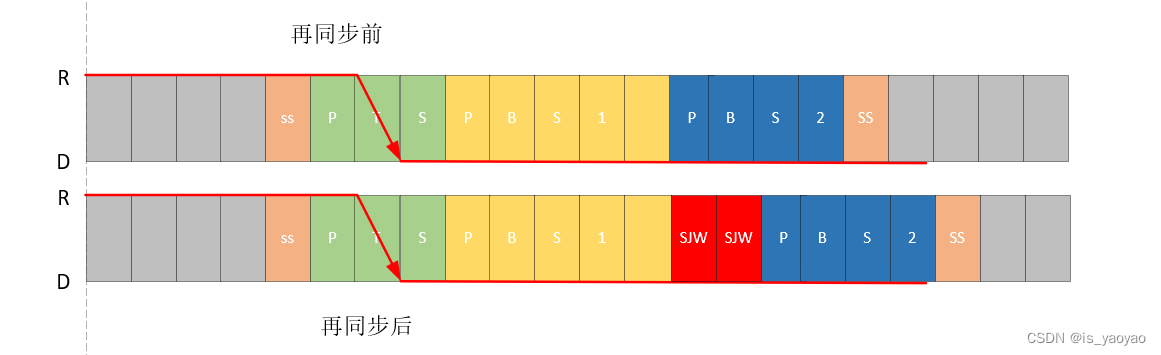 再同步前
R
ss P T S P B S 1 P B S 2 SS
D
R
ss P T S P B S 1 SJW SJW P B S 2 SS
D
再同步后
CSDN @is_yaoyao